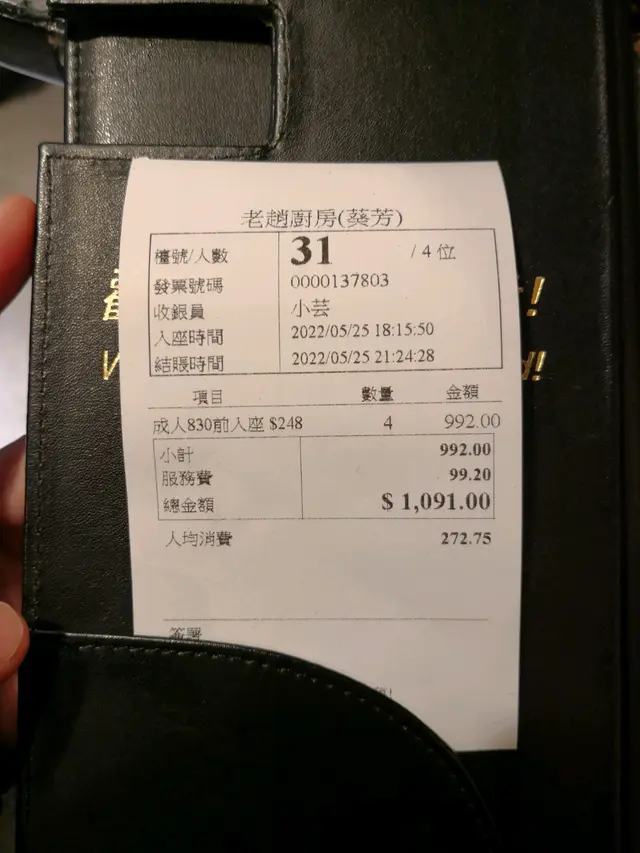 老趙廚房(葵芳)
檯號/人數 31 / 4 位
發票號碼 0000137803
收銀員 小芸
入座時間 2022/05/25 18:15:50
結賬時間 2022/05/25 21:24:28
項目 數量 金額
成人830前入座 $248 4 992.00
小計 992.00
服務費 99.20
總金額 $ 1,091.00
人均消費 272.75
簽署